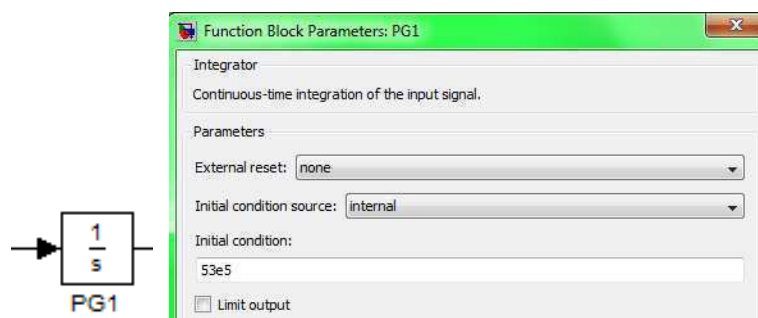 Function Block Parameters: PG1
Integrator
Continuous-time integration of the input signal.
Parameters
External reset: none
Initial condition source: internal
Initial condition:
53e5
Limit output
1
s
PG1